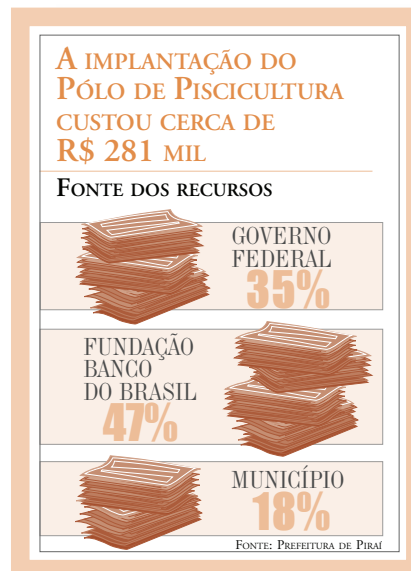 A IMPLANTAÇÃO DO
PÓLO DE PISCICULTURA
CUSTOU CERCA DE
R$ 281 MIL
FONTE DOS RECURSOS
GOVERNO
FEDERAL
35%
FUNDAÇÃO
BANCO
DO BRASIL
47%
MUNICÍPIO
18%
FONTE: PREFEITURA DE PIRAÍ